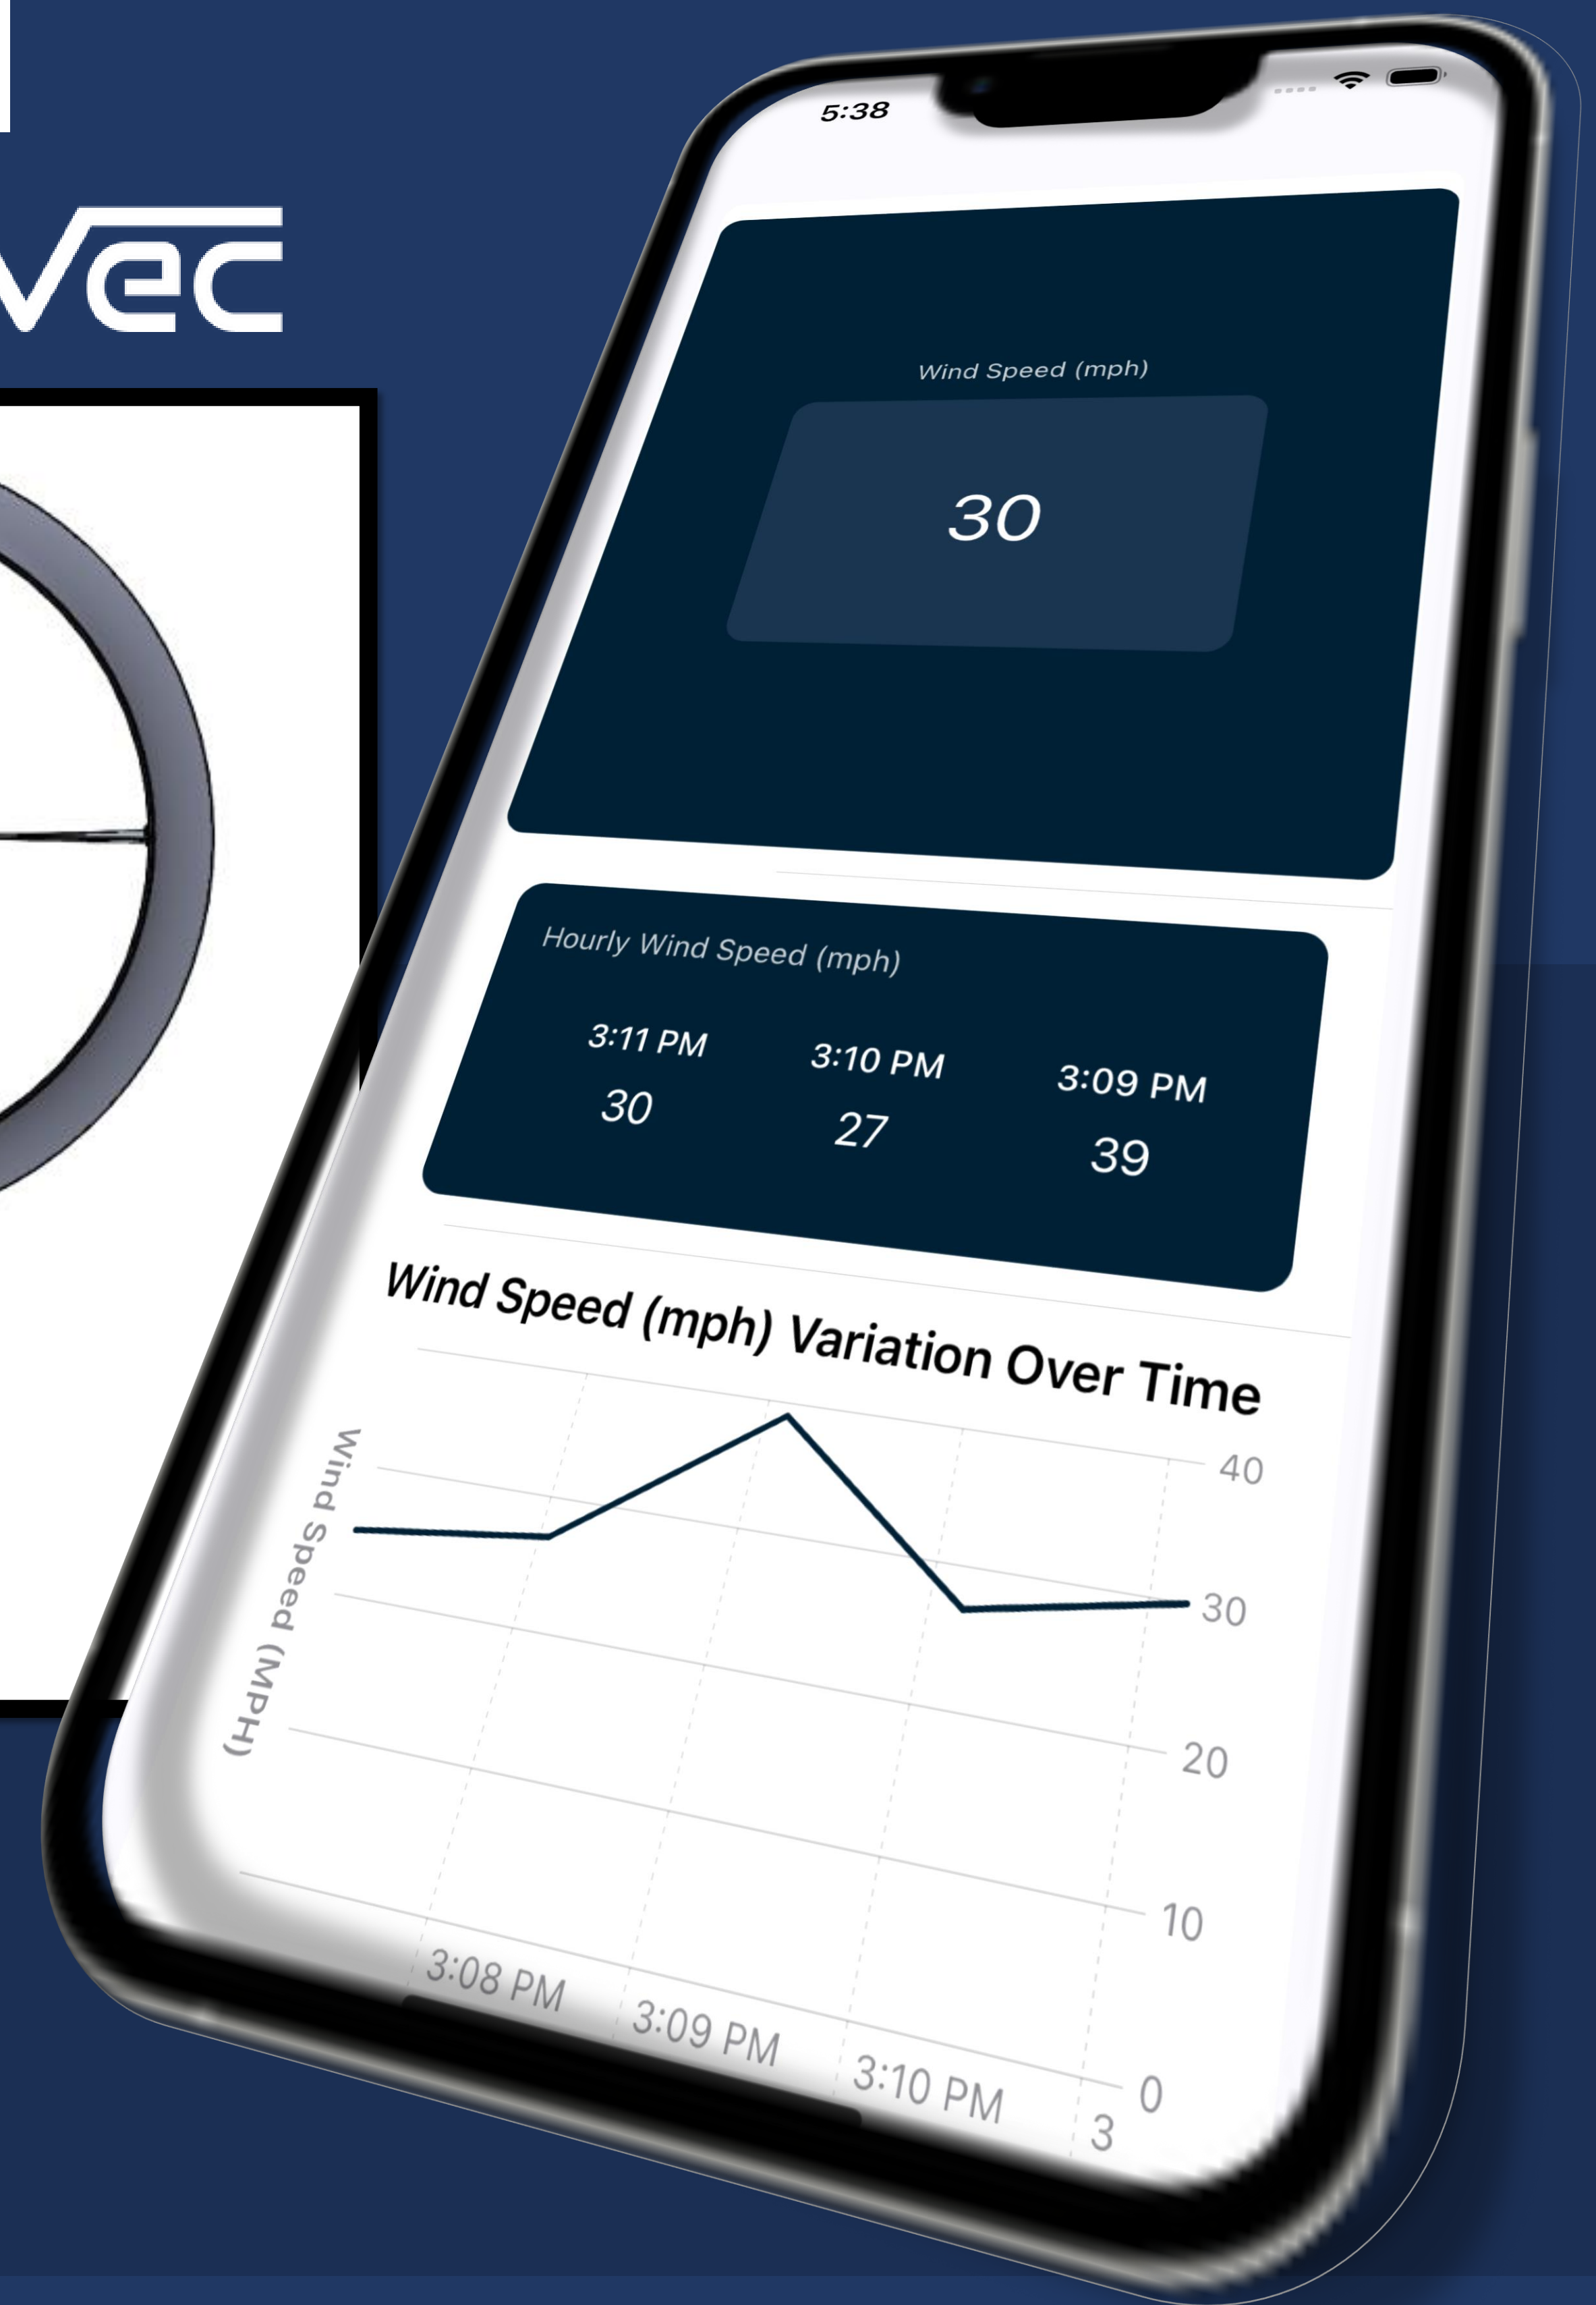 vec
5:38
Wind Speed (mph)
30
Hourly Wind Speed (mph)
3:11 PM 3:10 PM 3:09 PM
30 27 39
Wind Speed (mph) Variation Over Time
Wind Speed (MPH)
40
30
20
10
0
3:08 PM 3:09 PM 3:10 PM 3